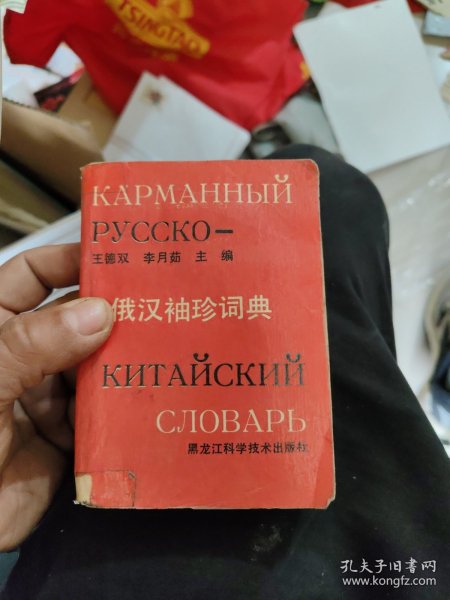 TSINGTAO
КАРМАННЫЙ
РУССКО-
王德双 李月茹 主编
俄汉袖珍词典
КИТАЙСКИЙ
СЛОВАРЬ
黑龙江科学技术出版社
孔夫子旧书网
www.kongfz.com